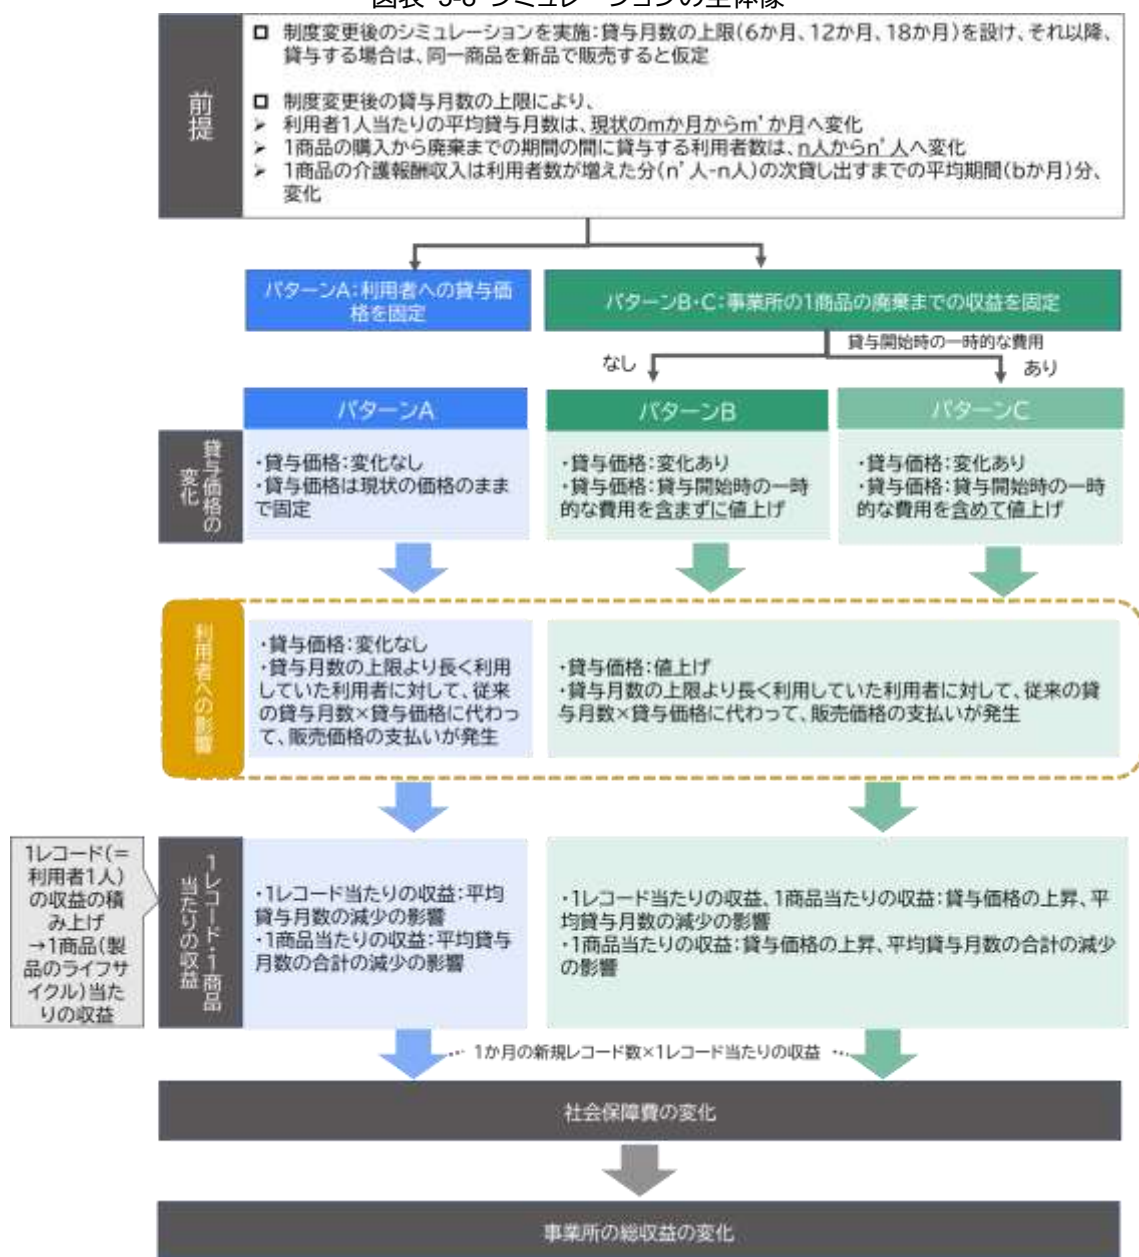 図表 3-8 シミュレーションの全体像
前提
□ 制度変更後のシミュレーションを実施:貸与月数の上限(6か月、12か月、18か月)を設け、それ以降、
貸与する場合は、同一商品を新品で販売すると仮定
□ 制度変更後の貸与月数の上限により、
➢ 利用者1人当たりの平均貸与月数は、現状のmか月からm'か月へ変化
➢ 1商品の購入から廃棄までの期間の間に貸与する利用者数は、n人からn'人へ変化
➢ 1商品の介護報酬収入は利用者数が増えた分(n'人-n人)の次貸し出すまでの平均期間(bか月)分、
変化
パターンA:利用者への貸与価
格を固定
パターンB・C:事業所の1商品の廃棄までの収益を固定
貸与開始時の一時的な費用
なし
あり
パターンA
パターンB
パターンC
貸与価格の
変化
・貸与価格:変化なし
・貸与価格は現状の価格のまま
で固定
・貸与価格:変化あり
・貸与価格:貸与開始時の一時
的な費用を含まずに値上げ
・貸与価格:変化あり
・貸与価格:貸与開始時の一時
的な費用を含めて値上げ
利用者への影響
・貸与価格:変化なし
・貸与月数の上限より長く利用
していた利用者に対して、従来
の貸与月数×貸与価格に代わっ
て、販売価格の支払いが発生
・貸与価格:値上げ
・貸与月数の上限より長く利用していた利用者に対して、従来の貸
与月数×貸与価格に代わって、販売価格の支払いが発生
1レコード(=
利用者1人)
の収益の積
み上げ
→1商品(製
品のライフサ
イクル)当た
りの収益
1レコード・1商品
当たりの収益
・1レコード当たりの収益:平均
貸与月数の減少の影響
・1商品当たりの収益:平均貸与
月数の合計の減少の影響
・1レコード当たりの収益、1商品当たりの収益:貸与価格の上昇、平
均貸与月数の減少の影響
・1商品当たりの収益:貸与価格の上昇、平均貸与月数の合計の減少
の影響
1か月の新規レコード数×1レコード当たりの収益
社会保障費の変化
事業所の総収益の変化